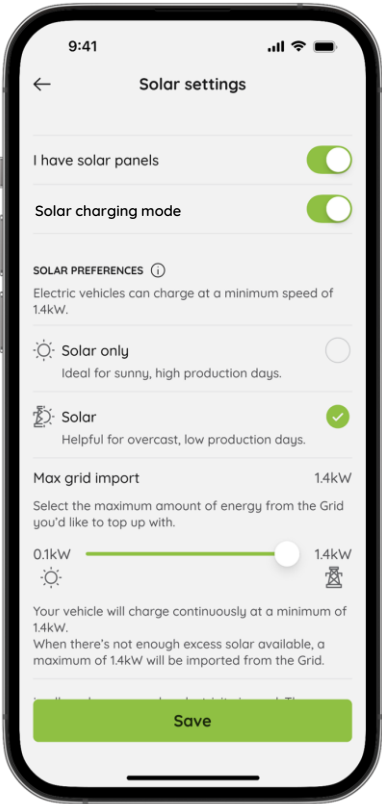 9:41
Solar settings
I have solar panels
Solar charging mode
SOLAR PREFERENCES
Electric vehicles can charge at a minimum speed of
1.4kW.
Solar only
Ideal for sunny, high production days.
Solar
Helpful for overcast, low production days.
Max grid import 1.4kW
Select the maximum amount of energy from the Grid
you'd like to top up with.
0.1kW 1.4kW
Your vehicle will charge continuously at a minimum of
1.4kW.
When there's not enough excess solar available, a
maximum of 1.4kW will be imported from the Grid.
Save